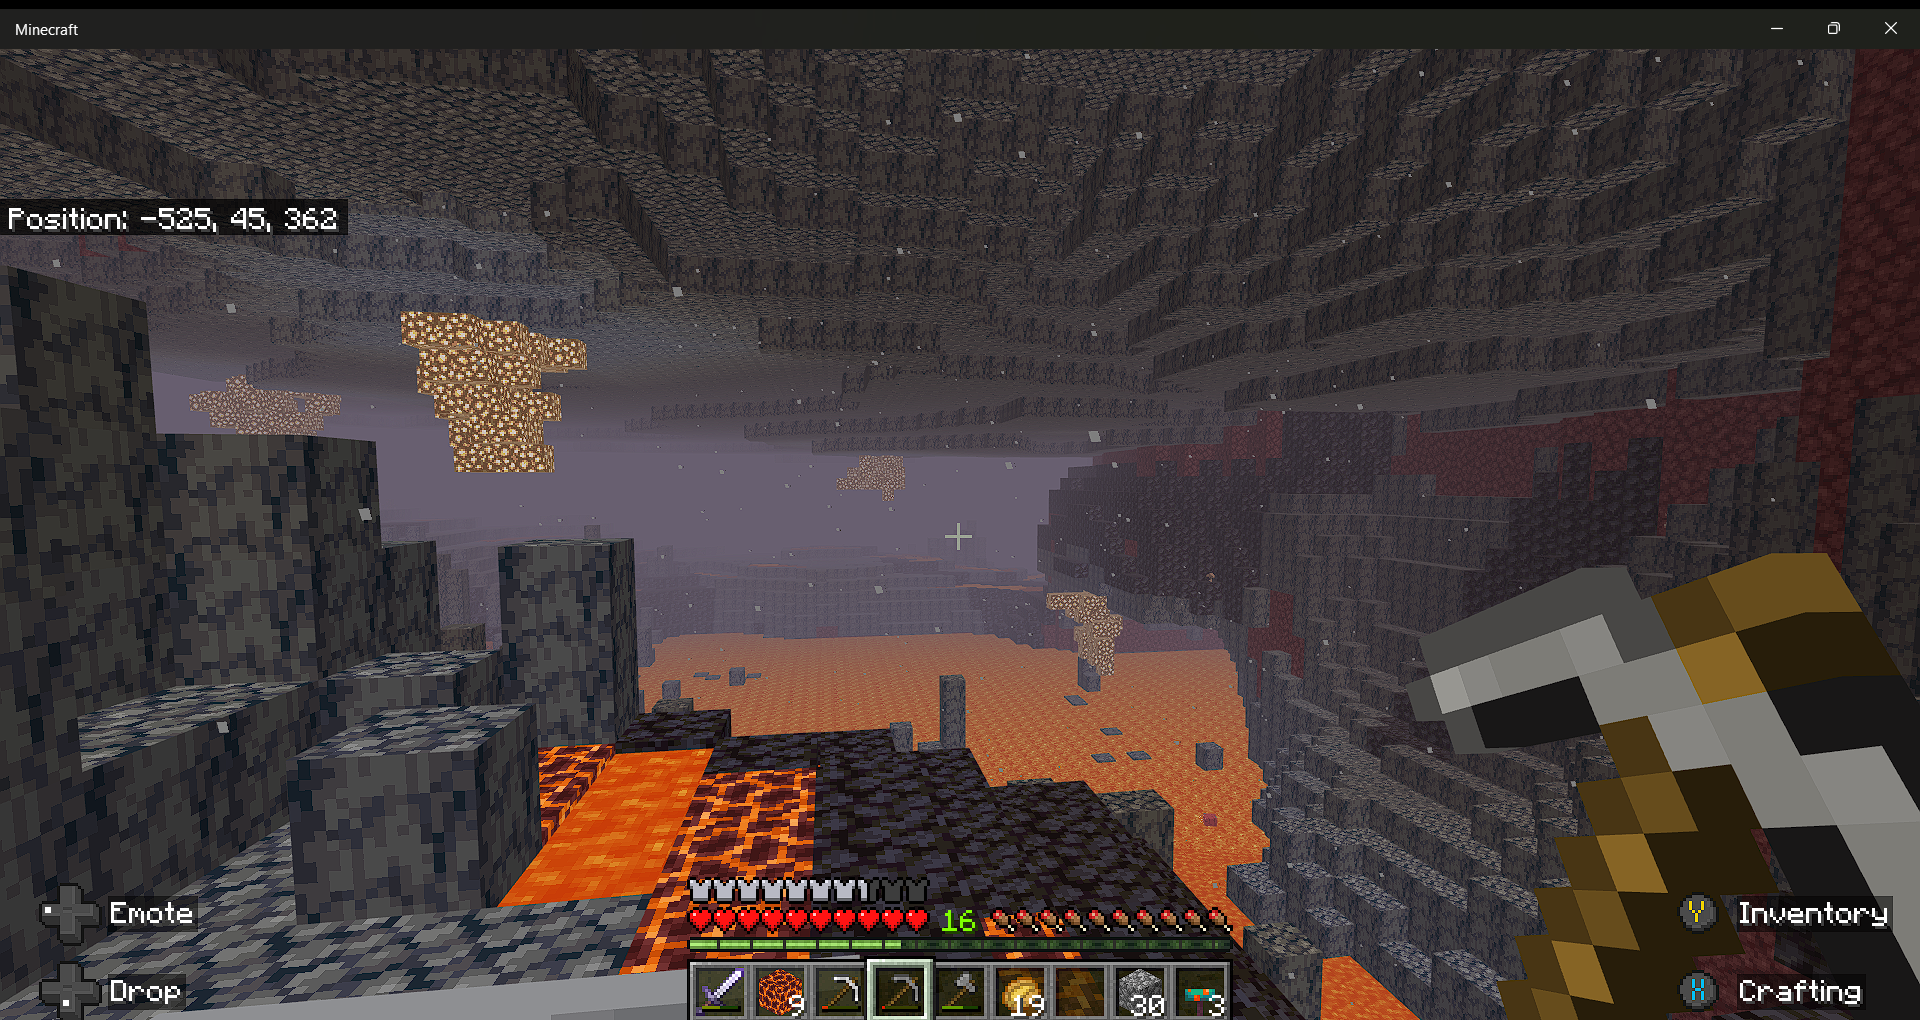 Minecraft
Position: -525, 45, 362
Emote
Y Inventory
16
Drop
X Crafting
9
19
30
3